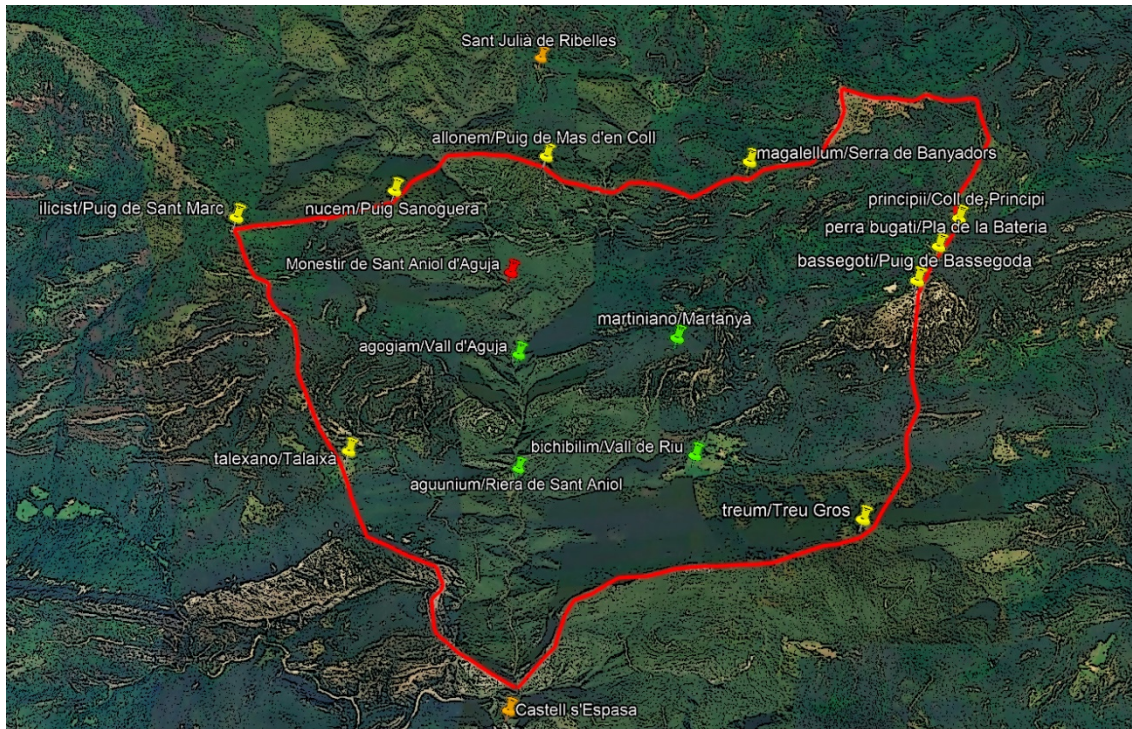 Sant Julià de Ribelles
allonem/Puig de Mas d'en Coll
magalellum/Serra de Banyadors
ilicist/Puig de Sant Marc
nucem/Puig Sanoguera
principii/Coll de Principi
perra bugati/Pla de la Bateria
bassegoti/Puig de Bassegoda
Monestir de Sant Aniol d'Aguja
martiniano/Martanyà
agogiam/Vall d'Aguja
talexano/Talaixà
bichibilim/Vall de Riu
aguunium/Riera de Sant Aniol
treum/Treu Gros
Castell s'Espasa